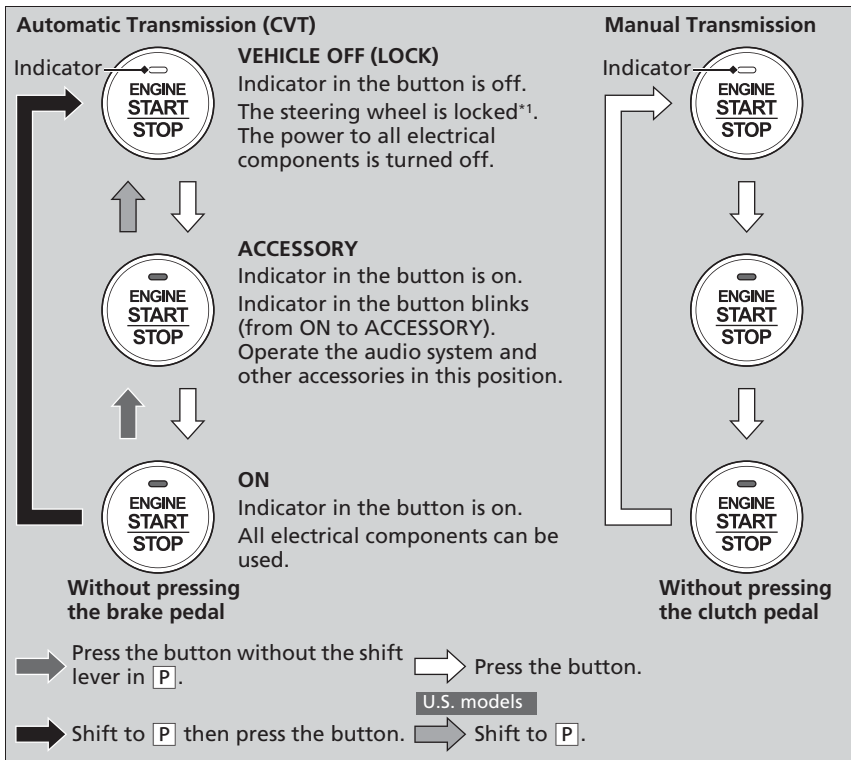 Automatic Transmission (CVT)
Manual Transmission
Indicator
ENGINE
START
STOP
VEHICLE OFF (LOCK)
Indicator in the button is off.
The steering wheel is locked*1.
The power to all electrical
components is turned off.
Indicator
ENGINE
START
STOP
ENGINE
START
STOP
ACCESSORY
Indicator in the button is on.
Indicator in the button blinks
(from ON to ACCESSORY).
Operate the audio system and
other accessories in this position.
ENGINE
START
STOP
ENGINE
START
STOP
ON
Indicator in the button is on.
All electrical components can be
used.
ENGINE
START
STOP
Without pressing
the brake pedal
Without pressing
the clutch pedal
Press the button without the shift
lever in P.
Press the button.
U.S. models
Shift to P then press the button.
Shift to P.